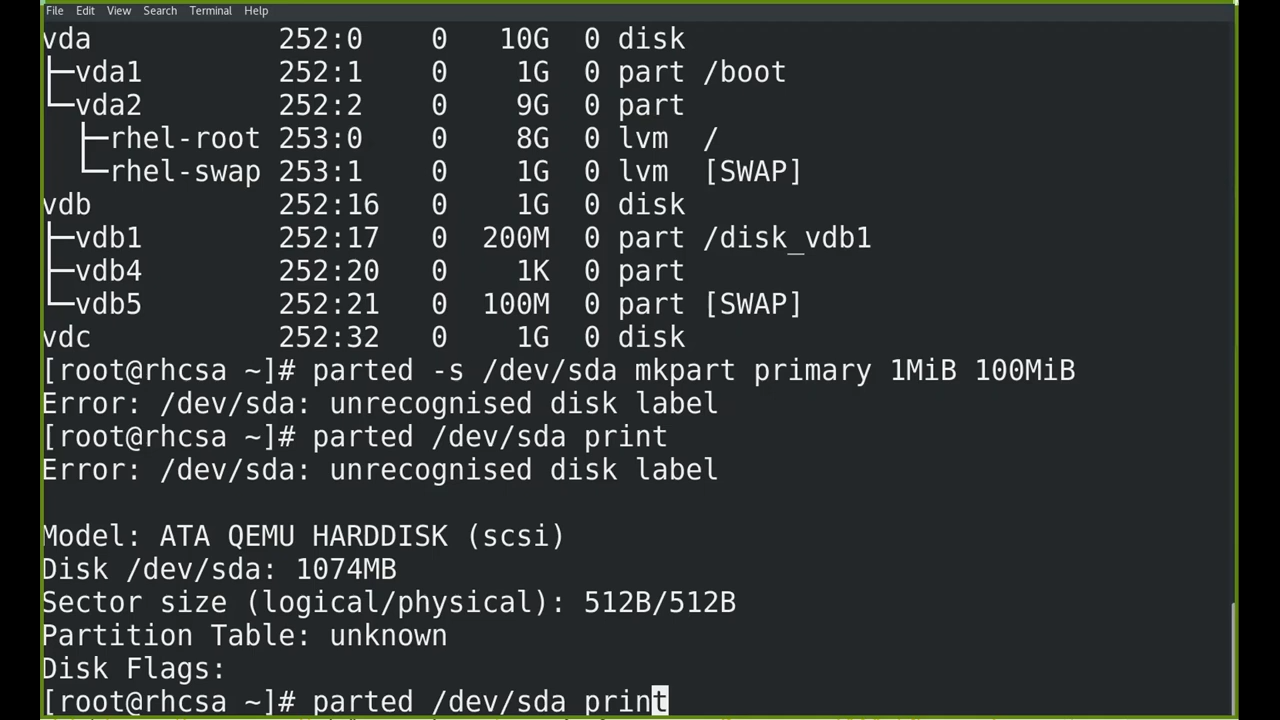 File Edit View Search Terminal Help
vda 252:0 0 10G 0 disk
├─vda1 252:1 0 1G 0 part /boot
└─vda2 252:2 0 9G 0 part
├─rhel-root 253:0 0 8G 0 lvm /
└─rhel-swap 253:1 0 1G 0 lvm [SWAP]
vdb 252:16 0 1G 0 disk
├─vdb1 252:17 0 200M 0 part /disk_vdb1
├─vdb4 252:20 0 1K 0 part
└─vdb5 252:21 0 100M 0 part [SWAP]
vdc 252:32 0 1G 0 disk
[root@rhcsa ~]# parted -s /dev/sda mkpart primary 1MiB 100MiB
Error: /dev/sda: unrecognised disk label
[root@rhcsa ~]# parted /dev/sda print
Error: /dev/sda: unrecognised disk label
Model: ATA QEMU HARDDISK (scsi)
Disk /dev/sda: 1074MB
Sector size (logical/physical): 512B/512B
Partition Table: unknown
Disk Flags:
[root@rhcsa ~]# parted /dev/sda print